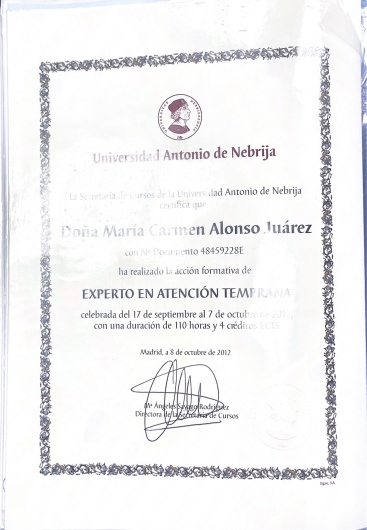 Universidad Antonio de Nebrija
La Secretaría de Cursos de la Universidad Antonio de Nebrija
certifica que
Doña María Carmen Alonso Juárez
con Nº Documento 48459228E
ha realizado la acción formativa de
EXPERTO EN ATENCIÓN TEMPRANA
celebrada del 17 de septiembre al 7 de octubre de
con una duración de 110 horas y 4 créditos ECTS
Madrid, a 8 de octubre de 2012
Mª Ángeles Rodríguez
Directora de la Secretaría de Cursos